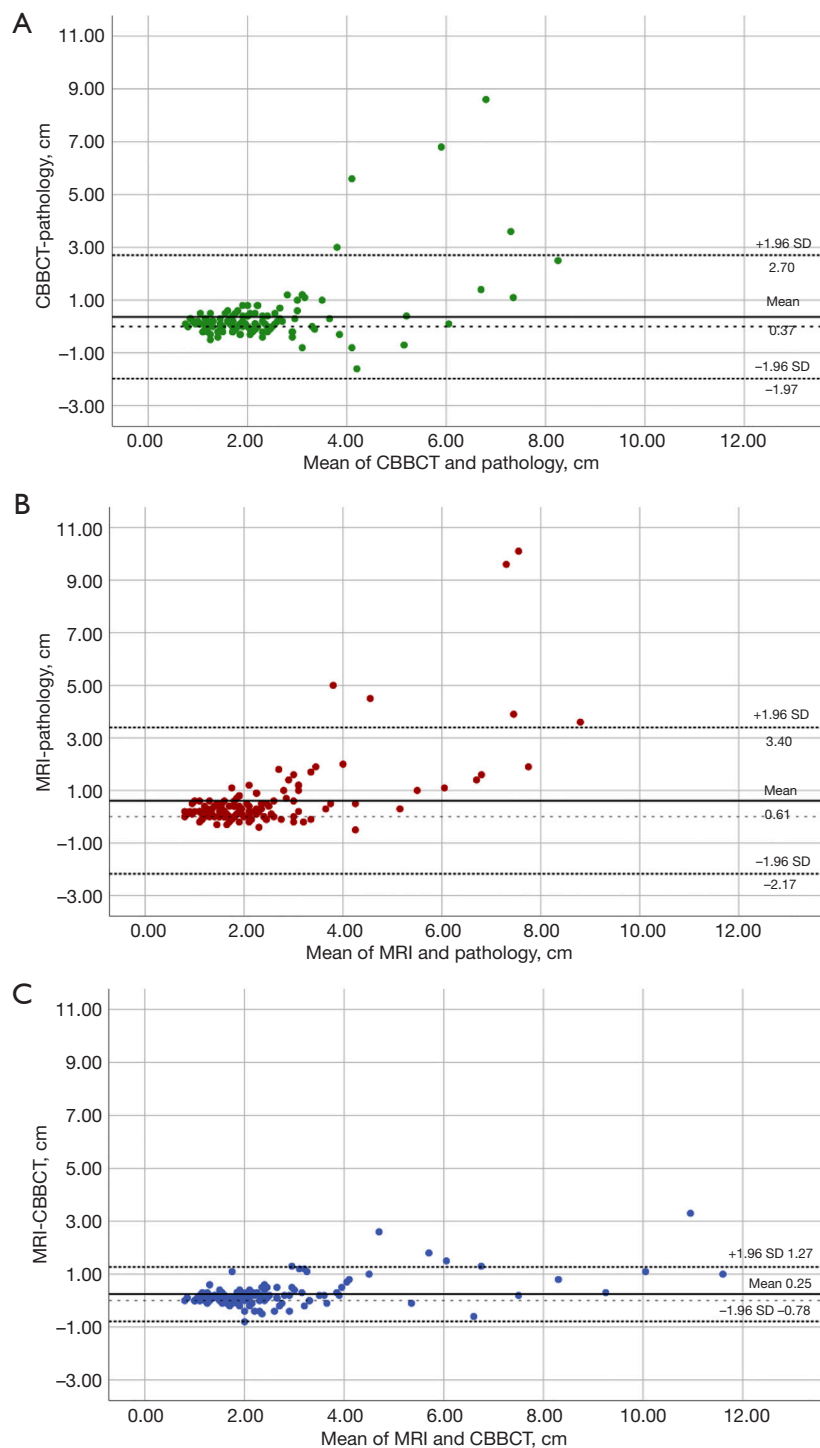 A
11.00
9.00
7.00
5.00
3.00
1.00
−1.00
−3.00
CBBCT-pathology, cm
+1.96 SD
2.70
Mean
0.37
−1.96 SD
−1.97
0.00 2.00 4.00 6.00 8.00 10.00 12.00
Mean of CBBCT and pathology, cm
B
11.00
9.00
7.00
5.00
3.00
1.00
−1.00
−3.00
MRI-pathology, cm
+1.96 SD
3.40
Mean
0.61
−1.96 SD
−2.17
0.00 2.00 4.00 6.00 8.00 10.00 12.00
Mean of MRI and pathology, cm
C
11.00
9.00
7.00
5.00
3.00
1.00
−1.00
−3.00
MRI-CBBCT, cm
+1.96 SD 1.27
Mean 0.25
−1.96 SD −0.78
0.00 2.00 4.00 6.00 8.00 10.00 12.00
Mean of MRI and CBBCT, cm